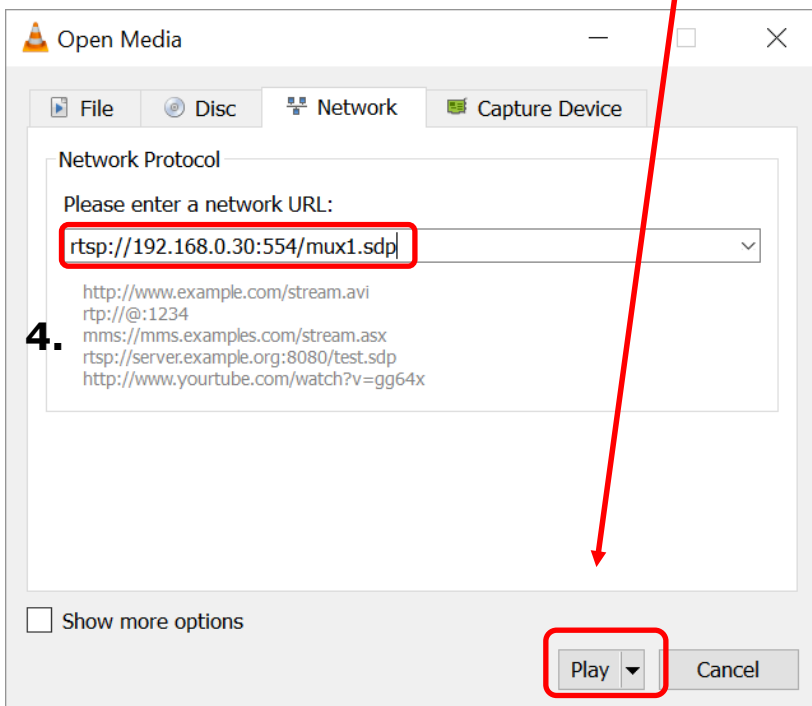 Open Media
File Disc Network Capture Device
Network Protocol
Please enter a network URL:
rtsp://192.168.0.30:554/mux1.sdp
http://www.example.com/stream.avi
rtp://@:1234
4.
mms://mms.examples.com/stream.asx
rtsp://server.example.org:8080/test.sdp
http://www.yourtube.com/watch?v=gg64x
Show more options
Play Cancel